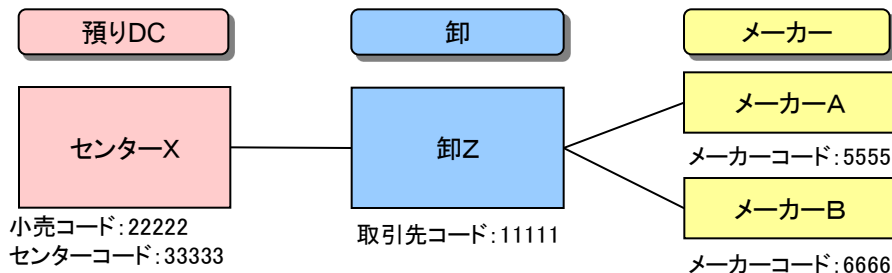 預りDC
卸
メーカー
センターX
卸Z
メーカーA
メーカーコード:5555
メーカーB
メーカーコード:6666
小売コード:22222
センターコード:33333
取引先コード:11111